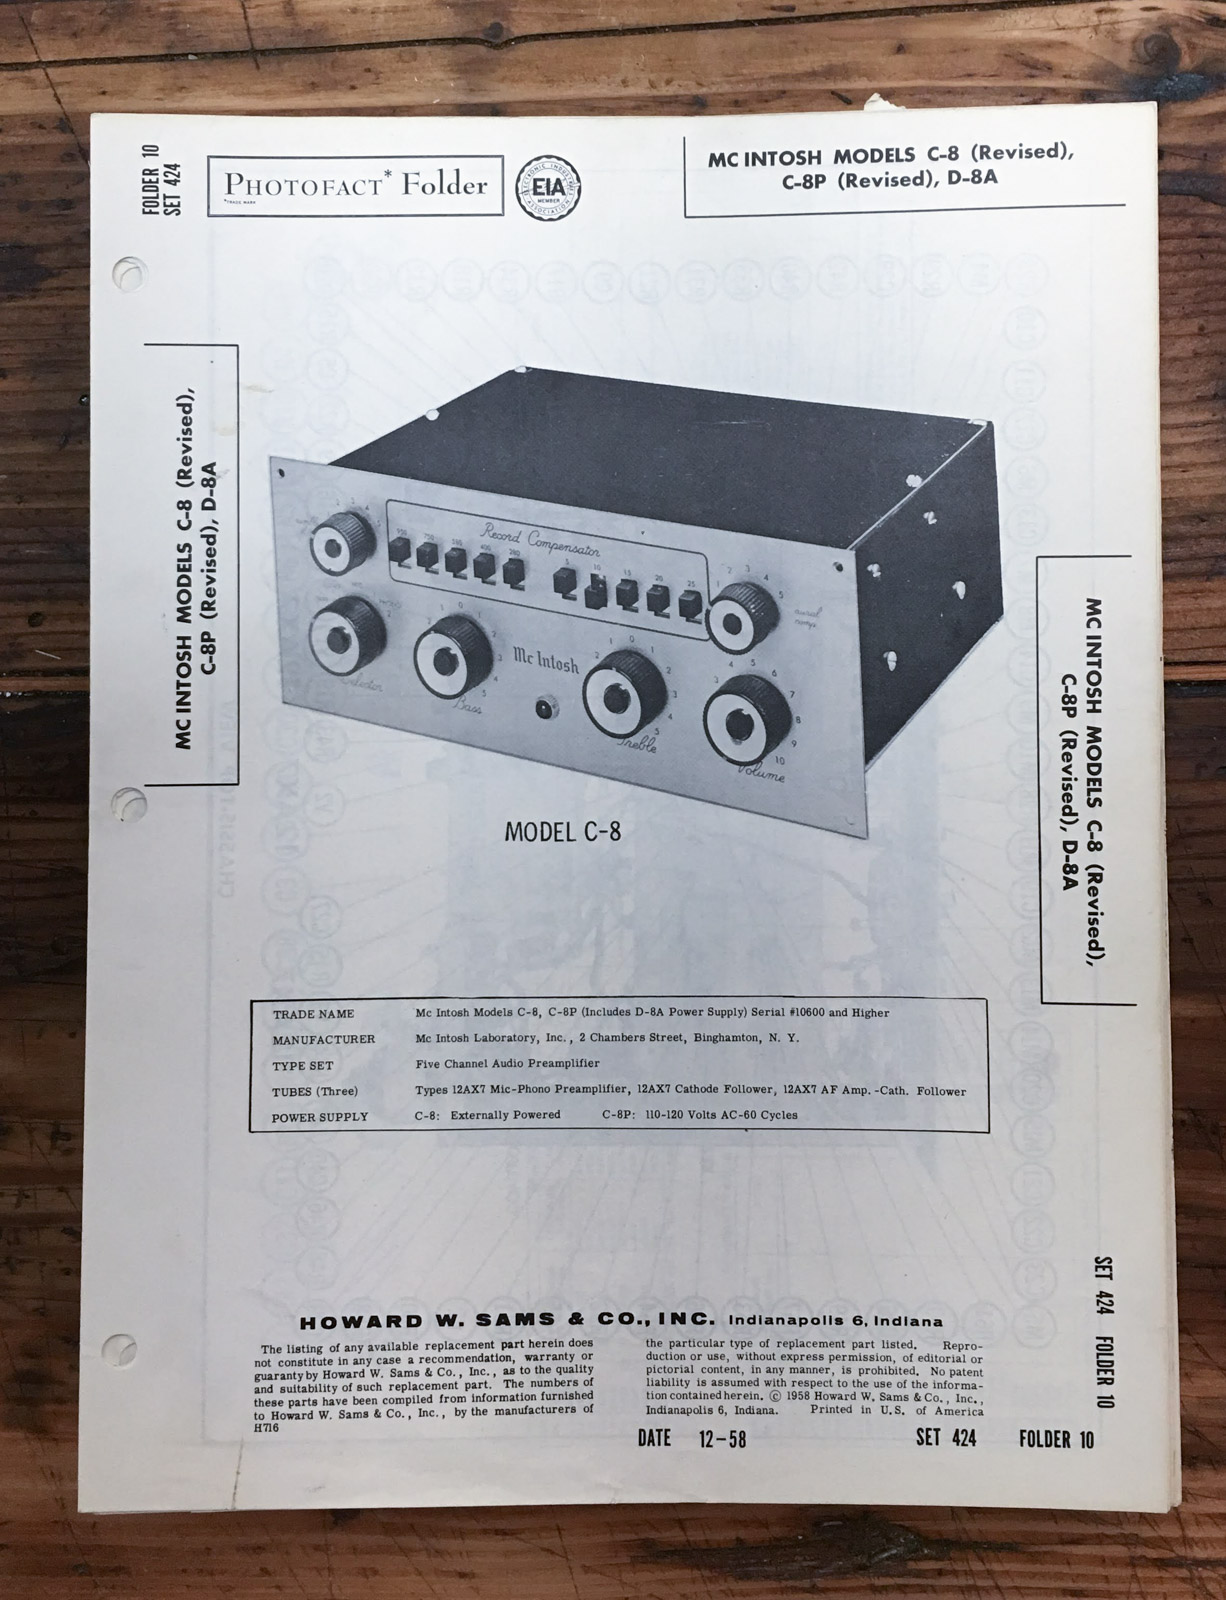 FOLDER 10
SET 424
PHOTOFACT* Folder
*TRADE MARK
ELECTRONIC INDUSTRIES
EIA
MEMBER
ASSOCIATION
MC INTOSH MODELS C-8 (Revised),
C-8P (Revised), D-8A
MC INTOSH MODELS C-8 (Revised),
C-8P (Revised), D-8A
MC INTOSH MODELS C-8 (Revised),
C-8P (Revised), D-8A
Record Compensator
5 10 15 20 25
Mc Intosh
Selector
Bass
Treble
Volume
MODEL C-8
TRADE NAME Mc Intosh Models C-8, C-8P (Includes D-8A Power Supply) Serial #10600 and Higher
MANUFACTURER Mc Intosh Laboratory, Inc., 2 Chambers Street, Binghamton, N. Y.
TYPE SET Five Channel Audio Preamplifier
TUBES (Three) Types 12AX7 Mic-Phono Preamplifier, 12AX7 Cathode Follower, 12AX7 AF Amp. -Cath. Follower
POWER SUPPLY C-8: Externally Powered C-8P: 110-120 Volts AC-60 Cycles
SET 424 FOLDER 10
HOWARD W. SAMS & CO., INC. Indianapolis 6, Indiana
The listing of any available replacement part herein does
not constitute in any case a recommendation, warranty or
guaranty by Howard W. Sams & Co., Inc., as to the quality
and suitability of such replacement part. The numbers of
these parts have been compiled from information furnished
to Howard W. Sams & Co., Inc., by the manufacturers of
H716
the particular type of replacement part listed. Repro-
duction or use, without express permission, of editorial or
pictorial content, in any manner, is prohibited. No patent
liability is assumed with respect to the use of the informa-
tion contained herein. © 1958 Howard W. Sams & Co., Inc.,
Indianapolis 6, Indiana. Printed in U.S. of America
DATE 12-58 SET 424 FOLDER 10